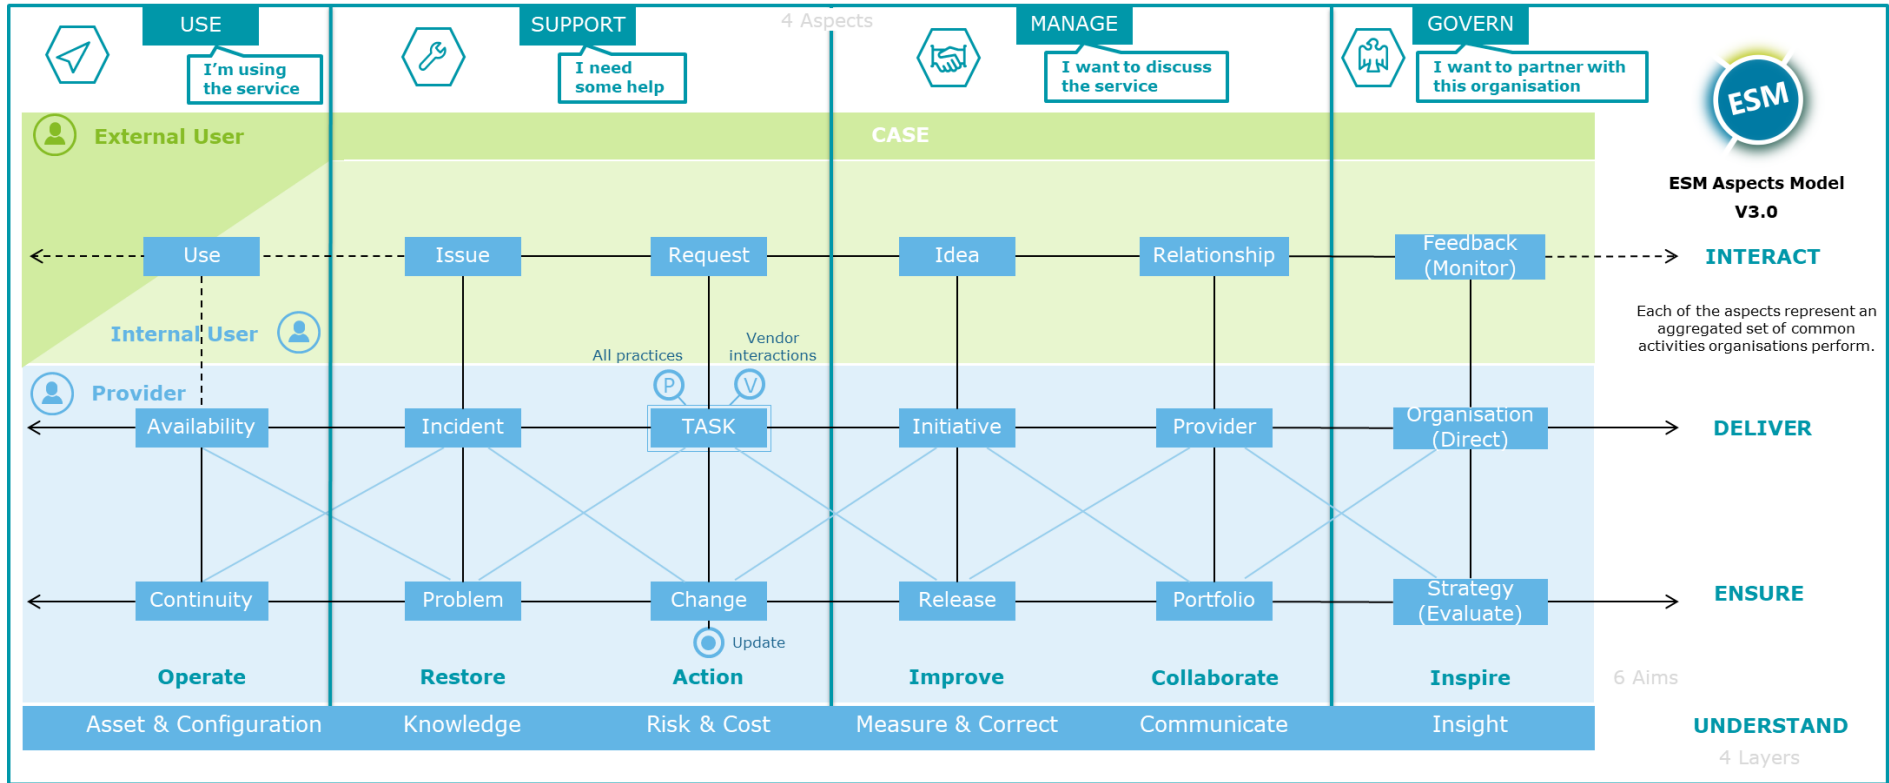 USE
SUPPORT
4 Aspects
MANAGE
GOVERN
I'm using
the service
I need
some help
I want to discuss
the service
I want to partner with
this organisation
ESM
External User
CASE
ESM Aspects Model
V3.0
Use
Issue
Request
Idea
Relationship
Feedback
(Monitor)
INTERACT
Each of the aspects represent an
aggregated set of common
activities organisations perform.
Internal User
All practices
Vendor
interactions
P
V
Provider
Availability
Incident
TASK
Initiative
Provider
Organisation
(Direct)
DELIVER
Continuity
Problem
Change
Release
Portfolio
Strategy
(Evaluate)
ENSURE
Update
Operate
Restore
Action
Improve
Collaborate
Inspire
6 Aims
Asset & Configuration
Knowledge
Risk & Cost
Measure & Correct
Communicate
Insight
UNDERSTAND
4 Layers